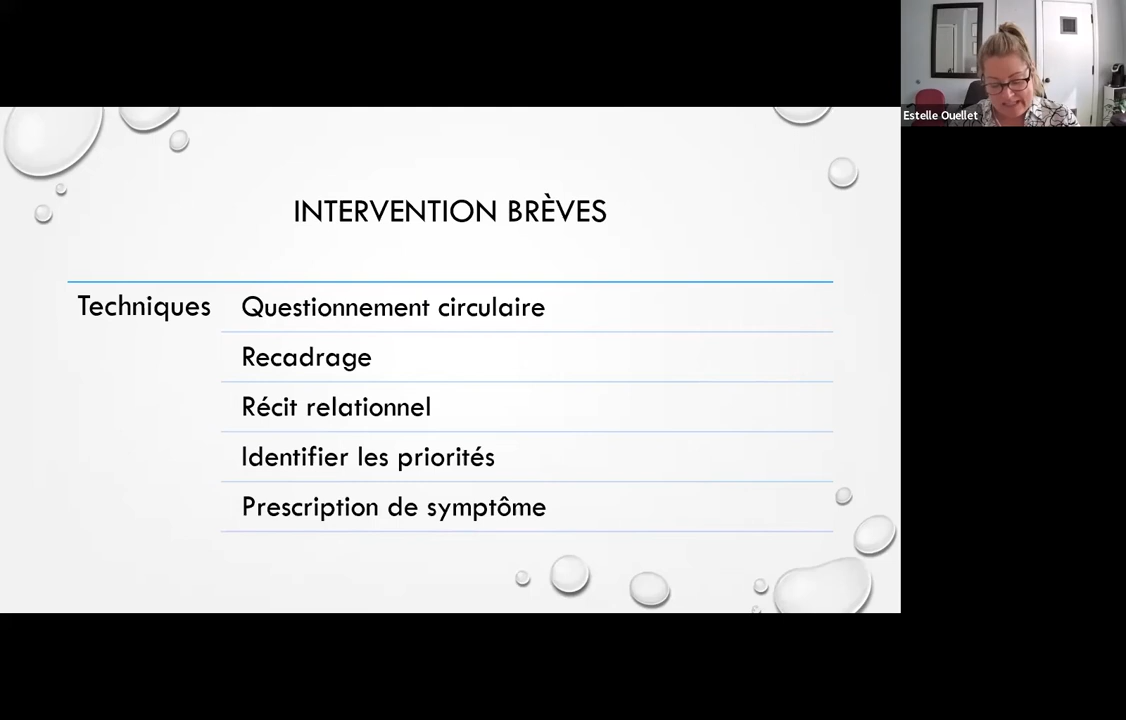 Estelle Ouellet
INTERVENTION BRÈVES
Techniques
Questionnement circulaire
Recadrage
Récit relationnel
Identifier les priorités
Prescription de symptôme